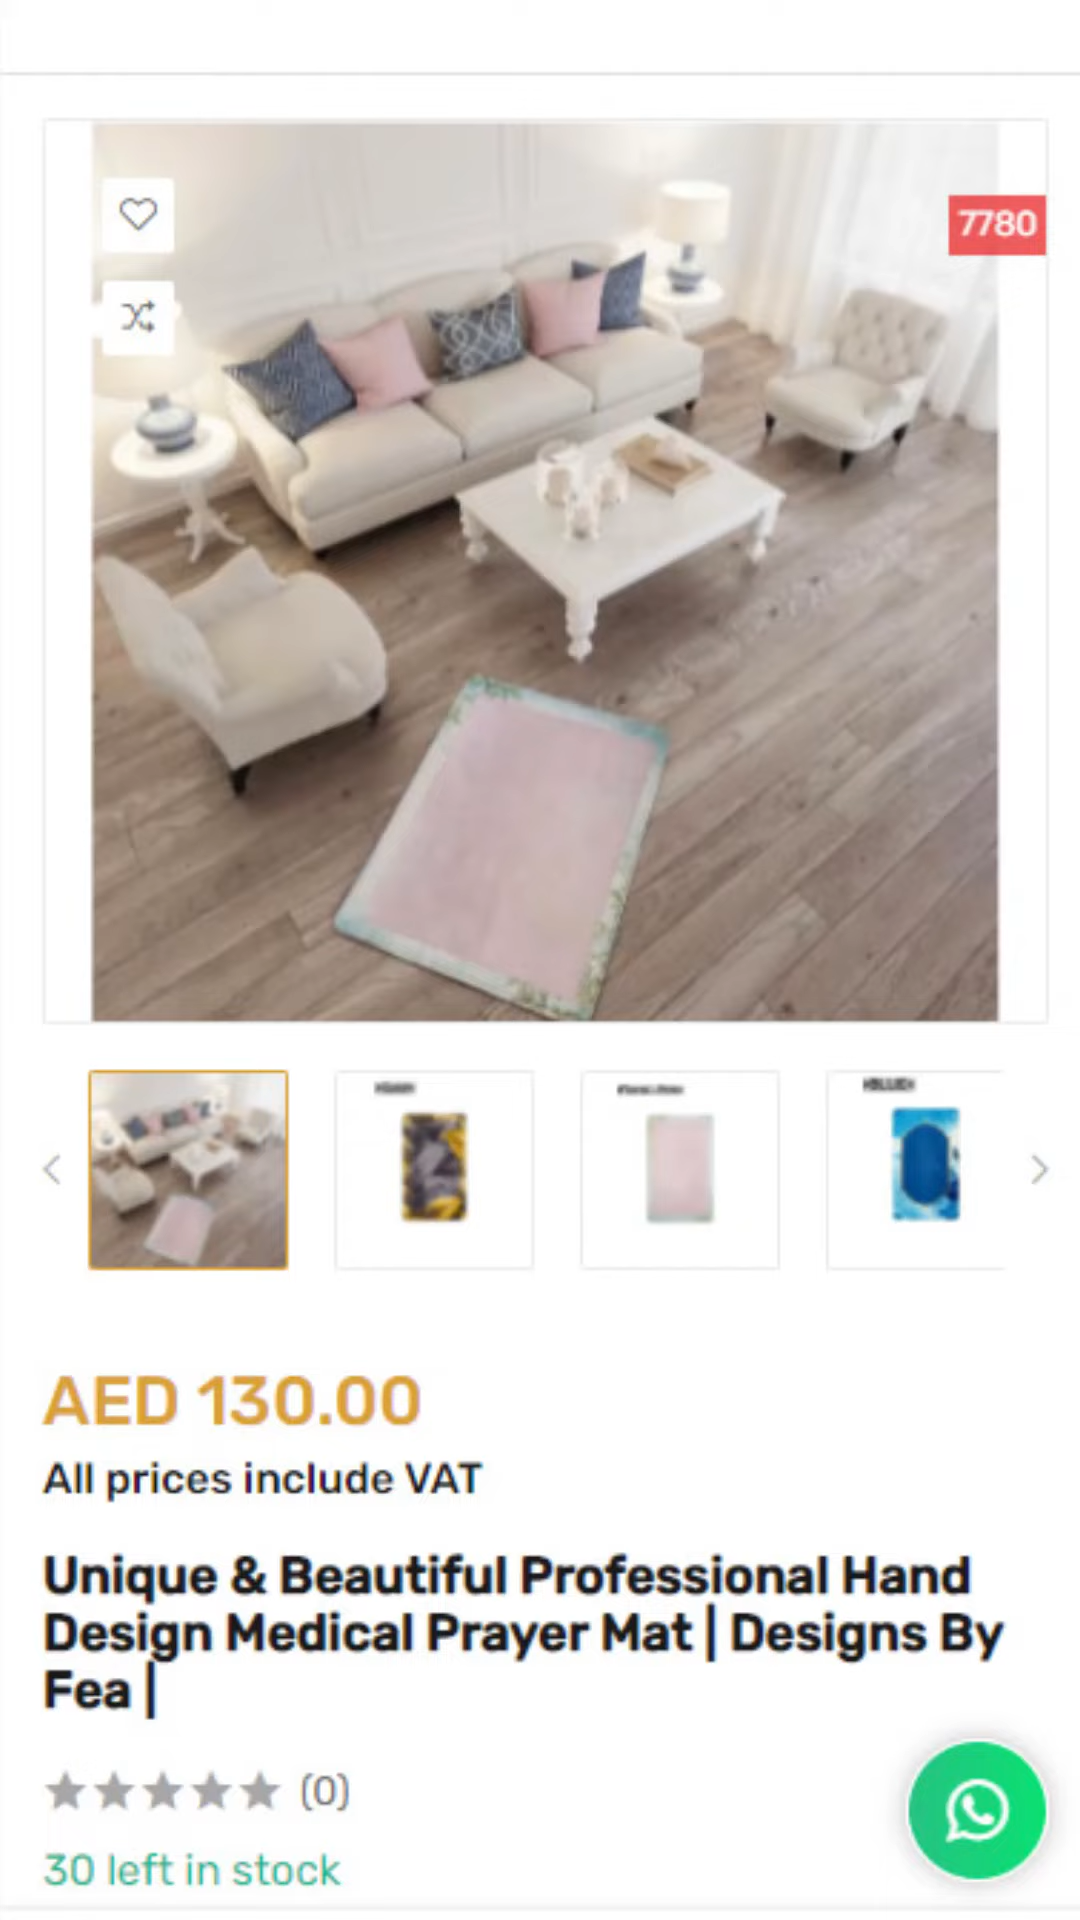 7780
«BLUE»
AED 130.00
All prices include VAT
Unique & Beautiful Professional Hand
Design Medical Prayer Mat | Designs By
Fea |
(0)
30 left in stock